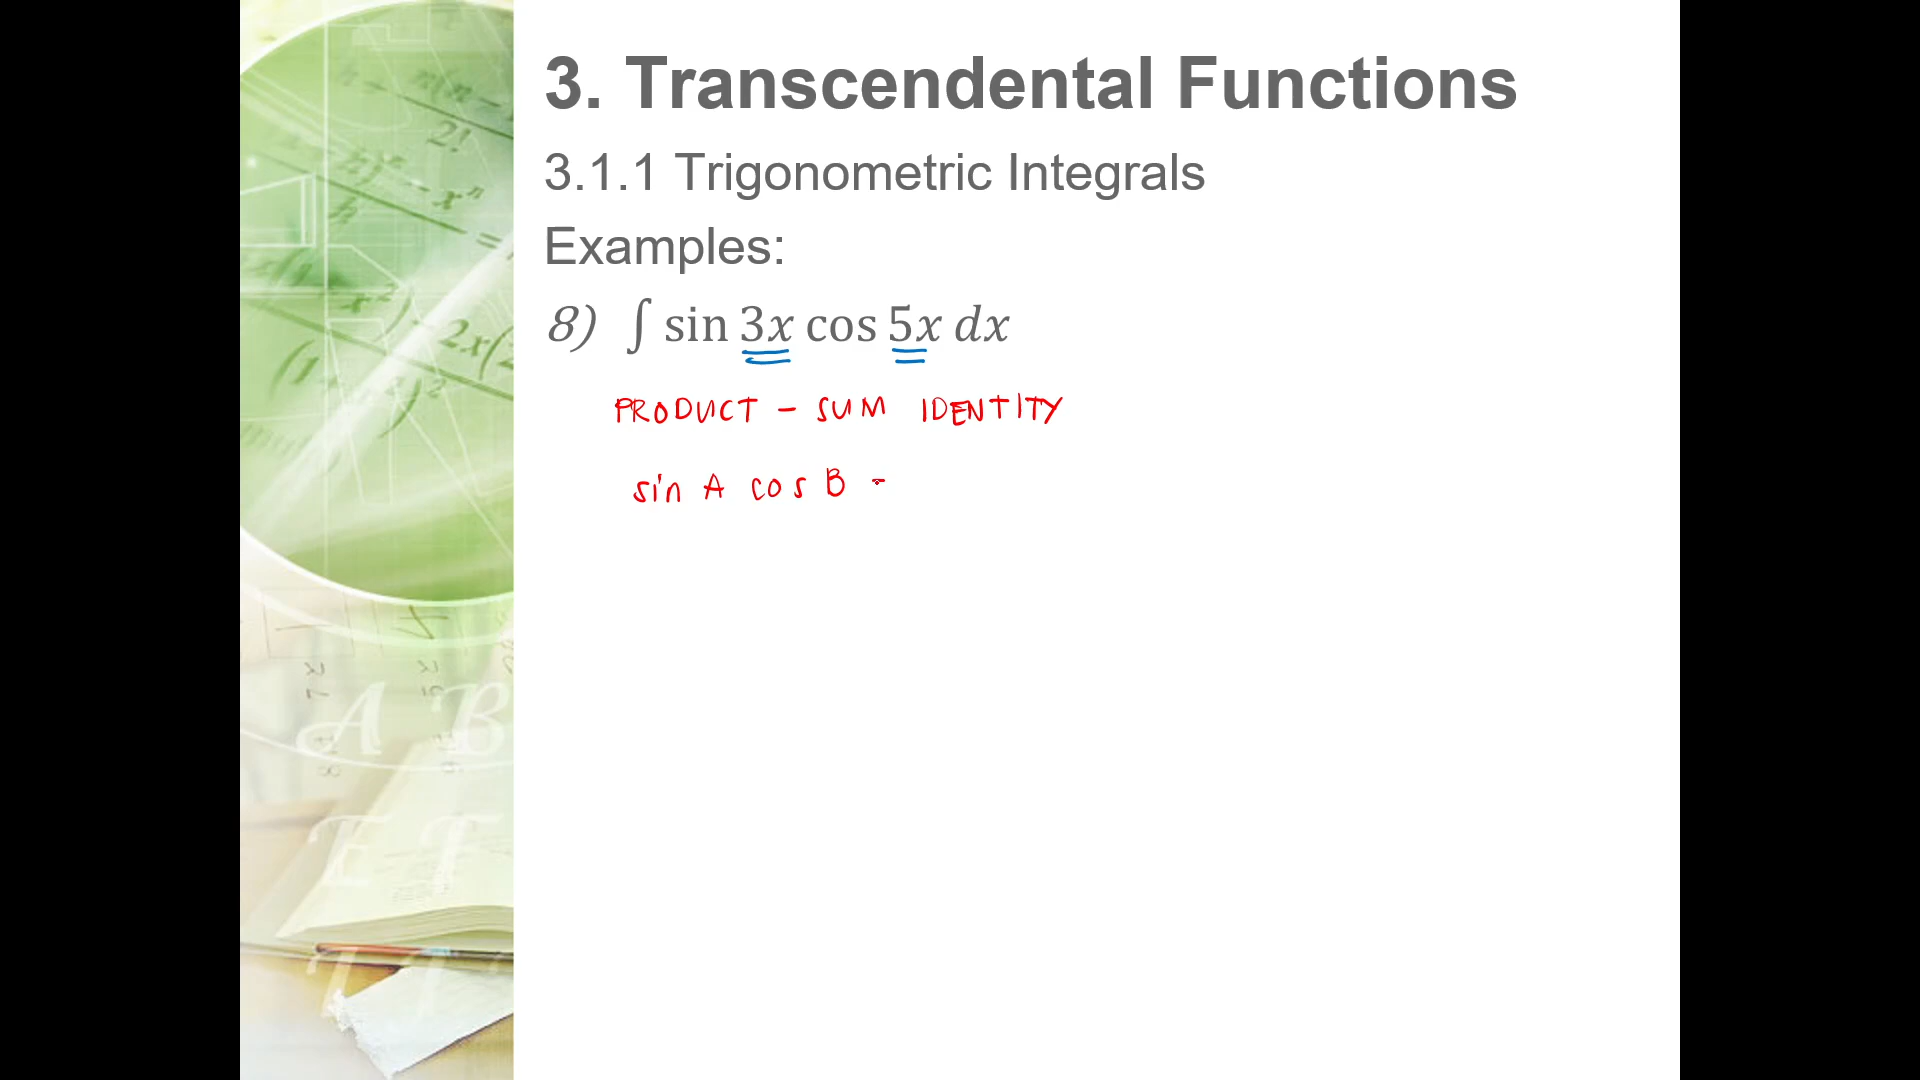 3. Transcendental Functions
3.1.1 Trigonometric Integrals
Examples:
8) ∫ sin 3x cos 5x dx
PRODUCT – SUM IDENTITY
sin A cos B =